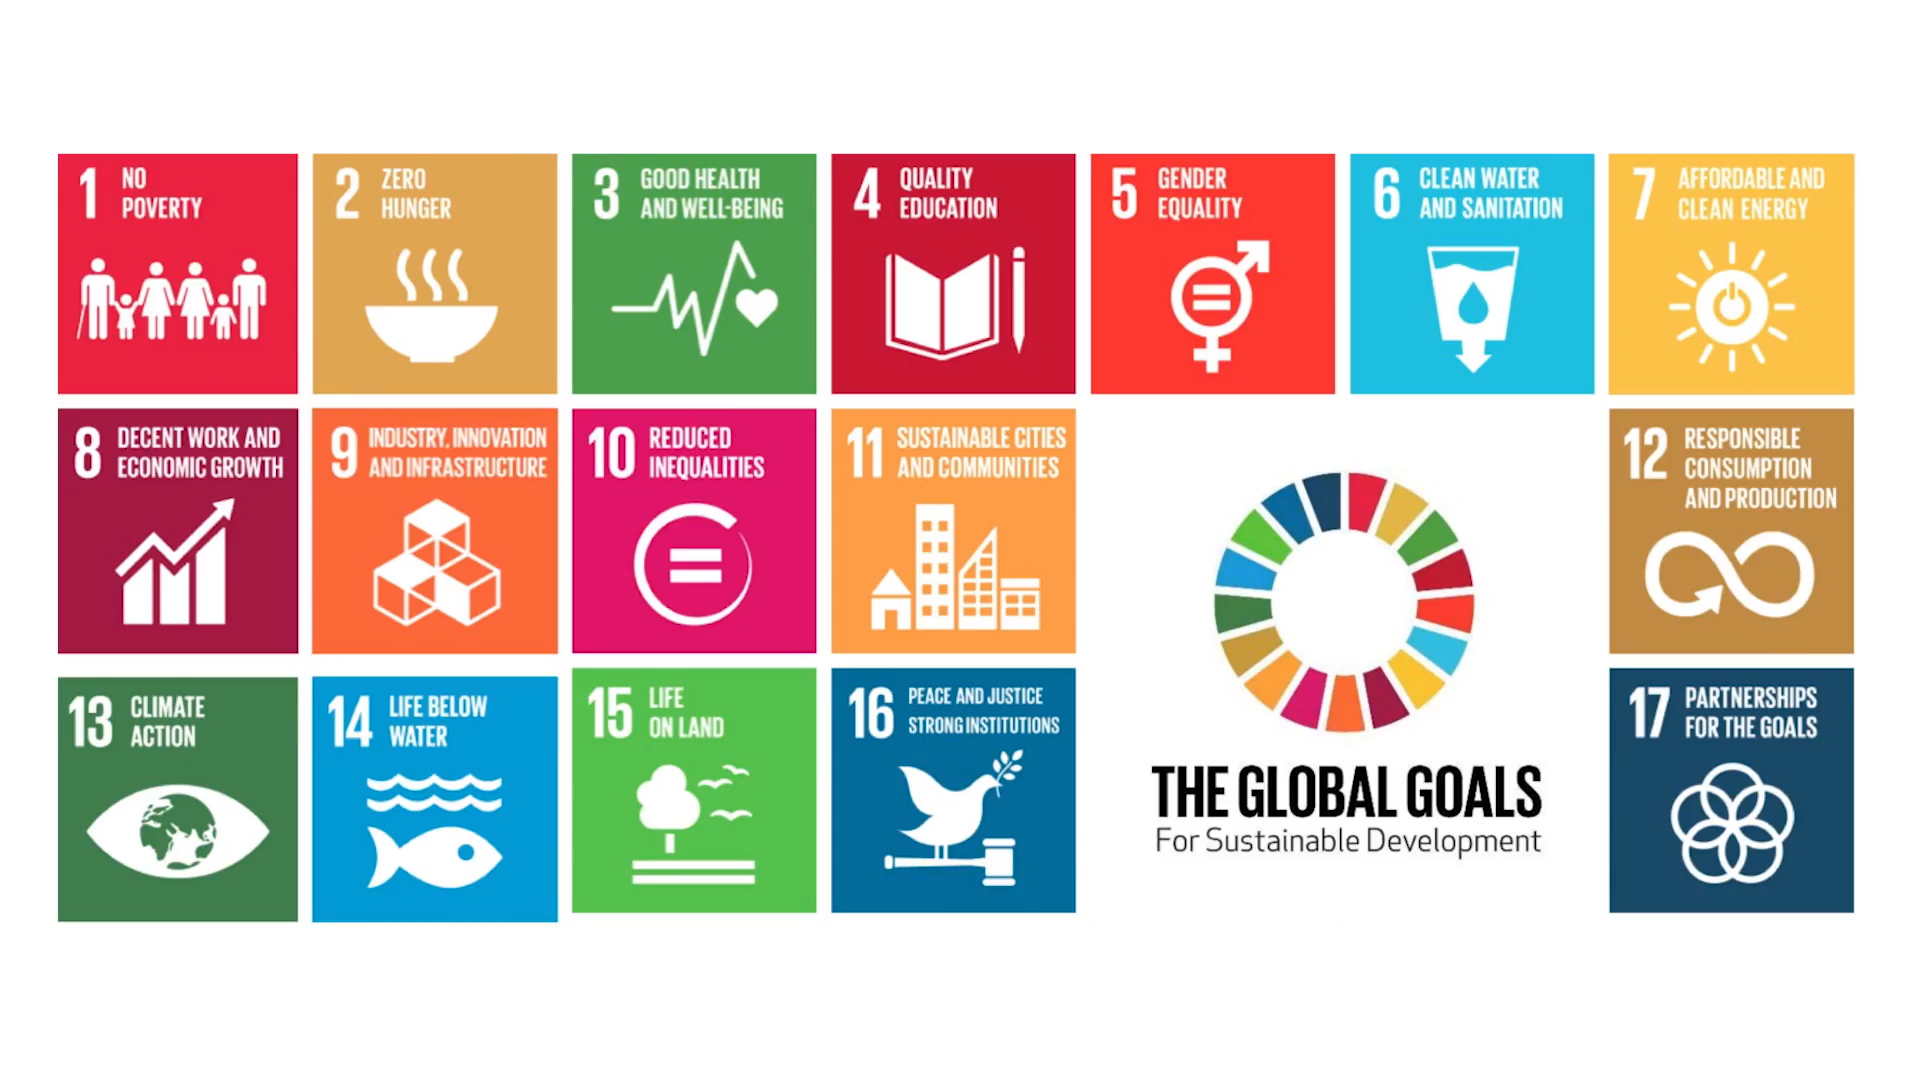 1 NO
POVERTY
2 ZERO
HUNGER
3 GOOD HEALTH
AND WELL-BEING
4 QUALITY
EDUCATION
5 GENDER
EQUALITY
6 CLEAN WATER
AND SANITATION
7 AFFORDABLE AND
CLEAN ENERGY
8 DECENT WORK AND
ECONOMIC GROWTH
9 INDUSTRY, INNOVATION
AND INFRASTRUCTURE
10 REDUCED
INEQUALITIES
11 SUSTAINABLE CITIES
AND COMMUNITIES
12 RESPONSIBLE
CONSUMPTION
AND PRODUCTION
13 CLIMATE
ACTION
14 LIFE BELOW
WATER
15 LIFE
ON LAND
16 PEACE AND JUSTICE
STRONG INSTITUTIONS
THE GLOBAL GOALS
For Sustainable Development
17 PARTNERSHIPS
FOR THE GOALS